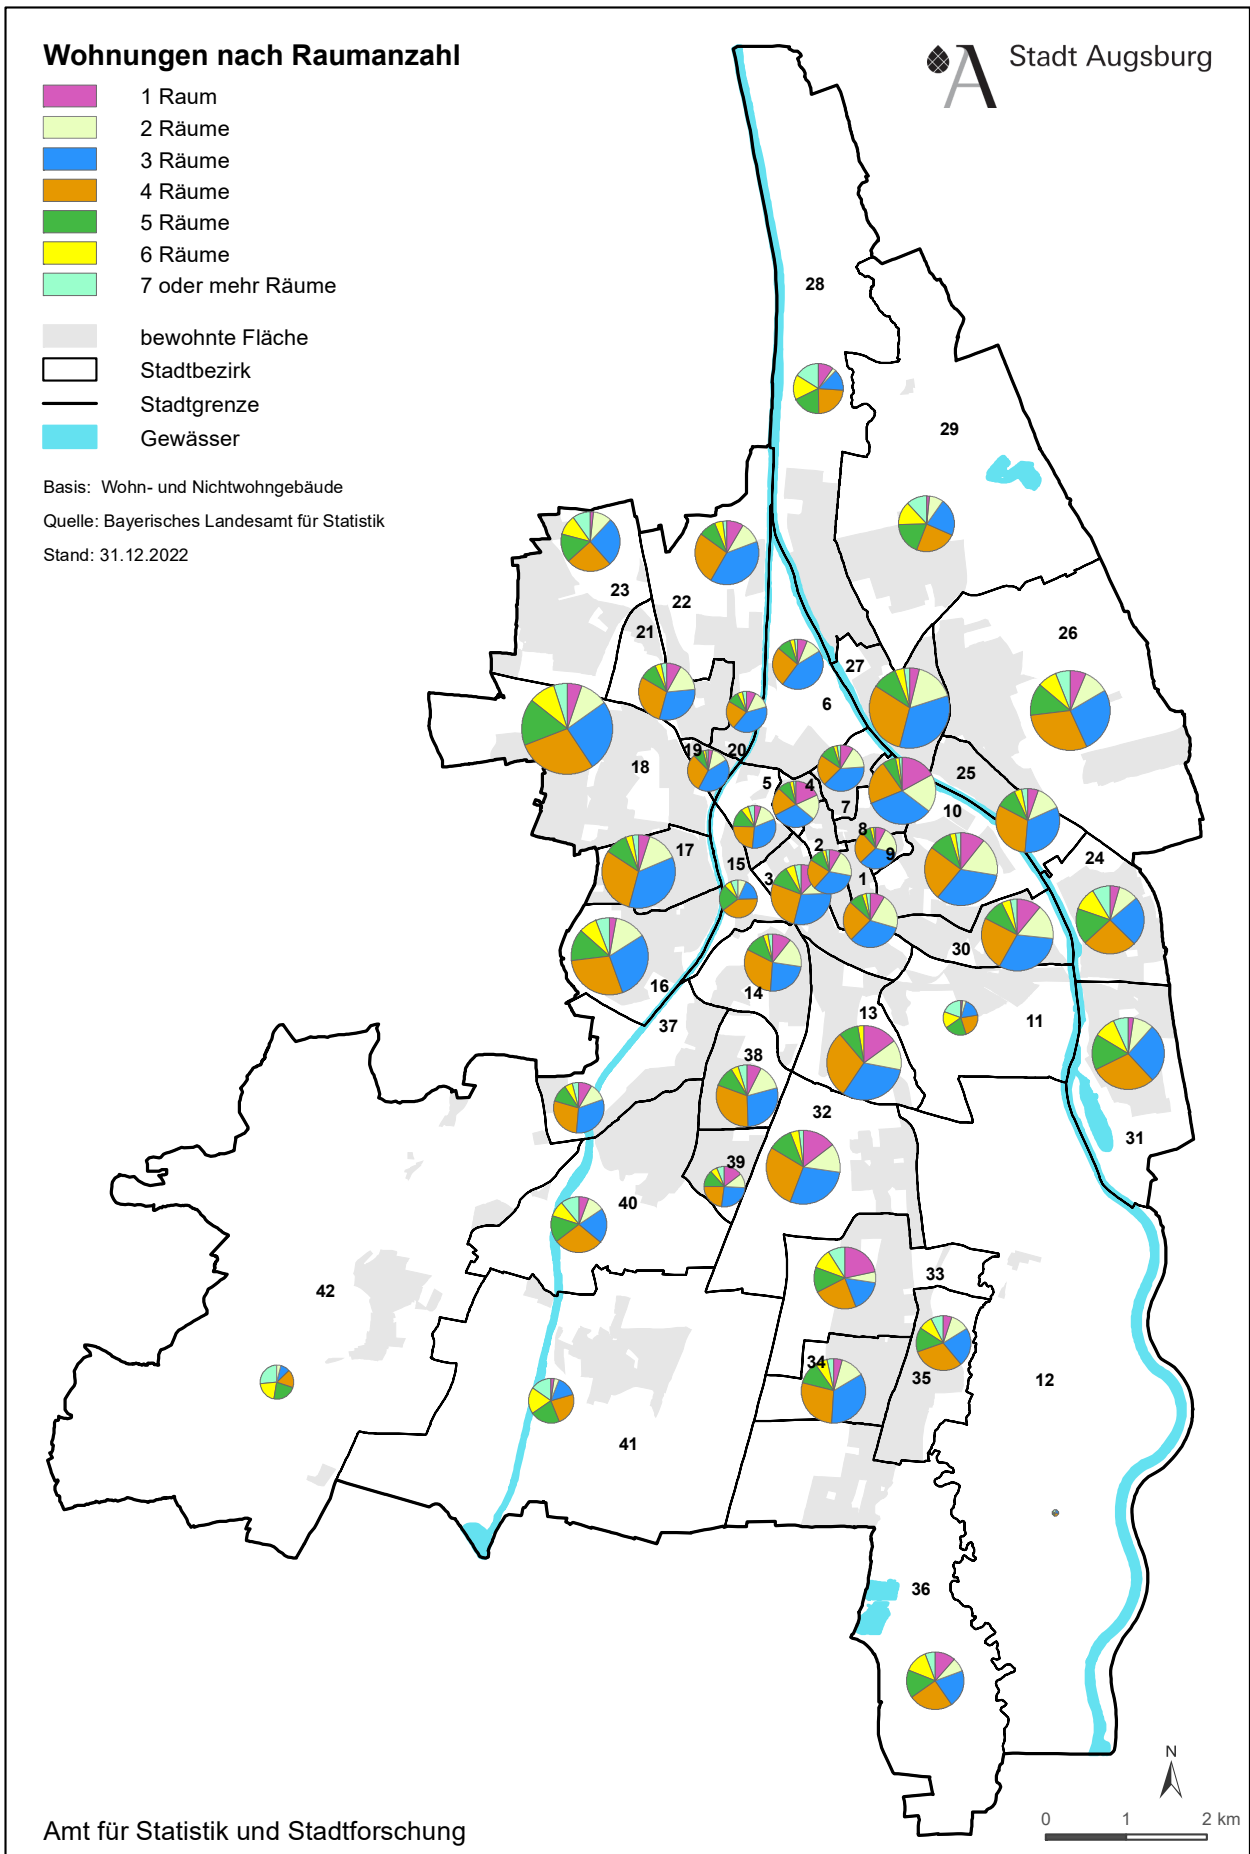 Wohnungen nach Raumanzahl
Stadt Augsburg
1 Raum
2 Räume
3 Räume
4 Räume
5 Räume
6 Räume
7 oder mehr Räume
bewohnte Fläche
Stadtbezirk
Stadtgrenze
Gewässer
Basis: Wohn- und Nichtwohngebäude
Quelle: Bayerisches Landesamt für Statistik
Stand: 31.12.2022
28
29
23
22
21
26
27
6
19
20
18
5
4
25
7
10
8
9
2
17
15
3
1
24
30
16
14
37
13
11
38
32
31
39
40
33
42
34
35
12
41
36
N
0 1 2 km
Amt für Statistik und Stadtforschung